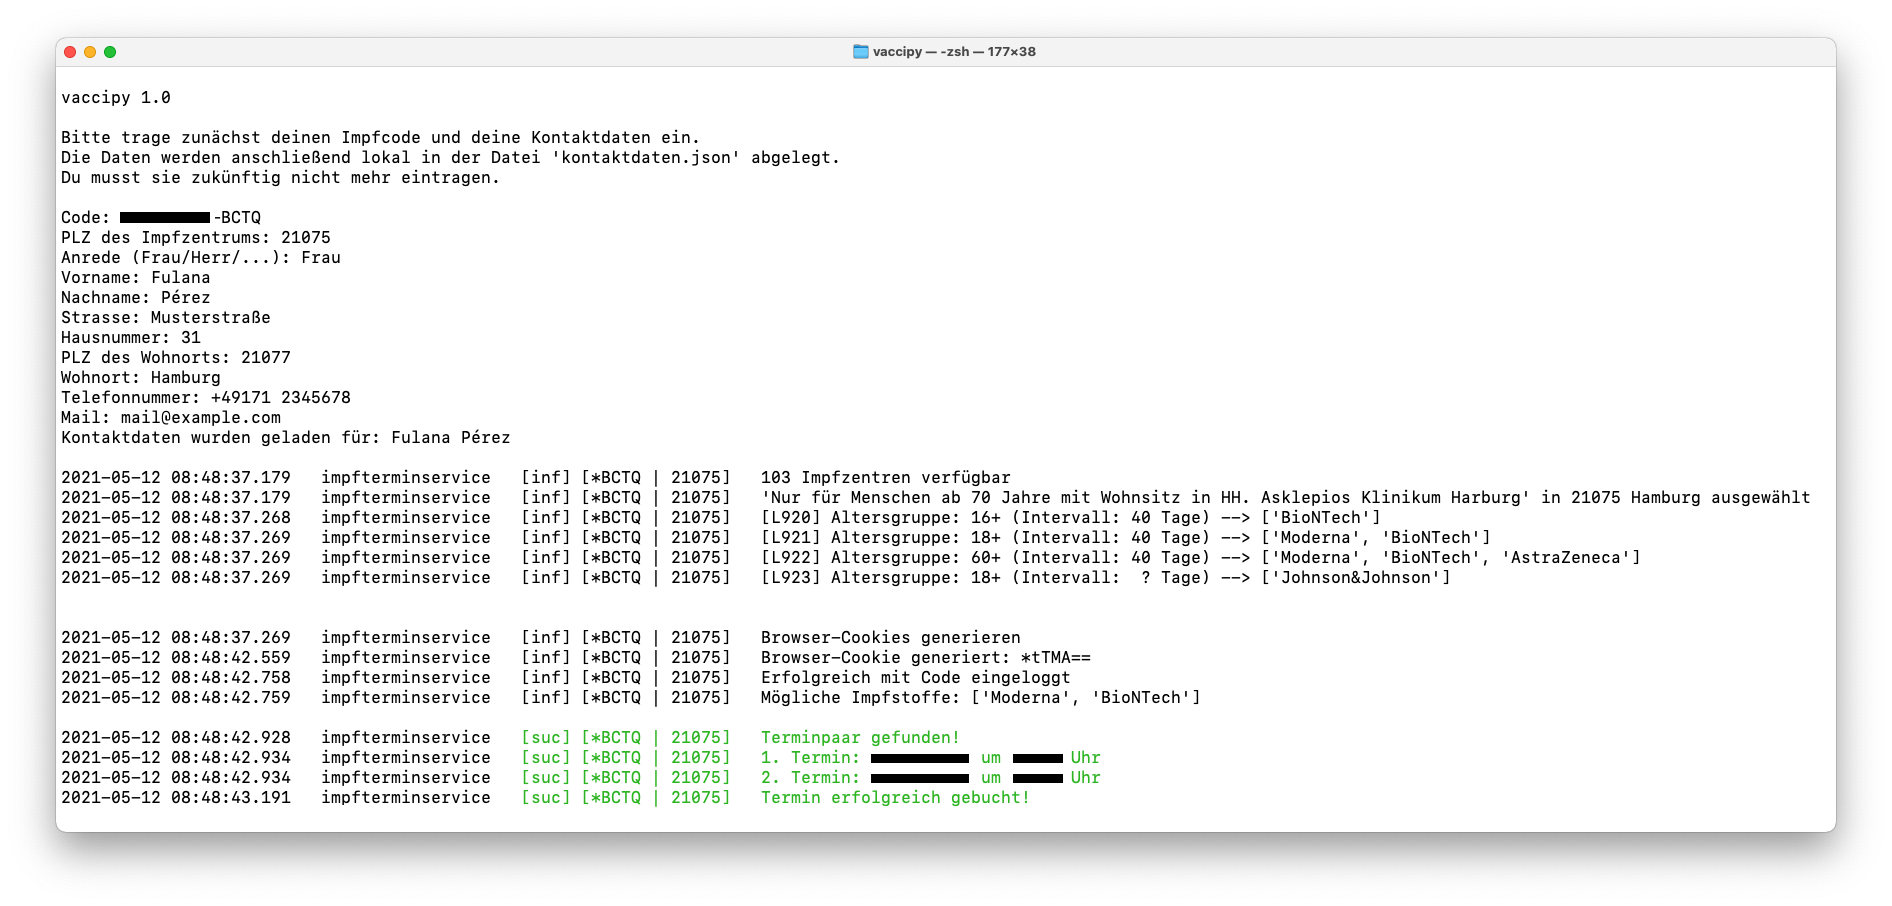 vaccipy — -zsh — 177×38
vaccipy 1.0
Bitte trage zunächst deinen Impfcode und deine Kontaktdaten ein.
Die Daten werden anschließend lokal in der Datei 'kontaktdaten.json' abgelegt.
Du musst sie zukünftig nicht mehr eintragen.
Code: -BCTQ
PLZ des Impfzentrums: 21075
Anrede (Frau/Herr/...): Frau
Vorname: Fulana
Nachname: Pérez
Strasse: Musterstraße
Hausnummer: 31
PLZ des Wohnorts: 21077
Wohnort: Hamburg
Telefonnummer: +49171 2345678
Mail: mail@example.com
Kontaktdaten wurden geladen für: Fulana Pérez
2021-05-12 08:48:37.179   impfterminservice   [inf] [*BCTQ | 21075]   103 Impfzentren verfügbar
2021-05-12 08:48:37.179   impfterminservice   [inf] [*BCTQ | 21075]   'Nur für Menschen ab 70 Jahre mit Wohnsitz in HH. Asklepios Klinikum Harburg' in 21075 Hamburg ausgewählt
2021-05-12 08:48:37.268   impfterminservice   [inf] [*BCTQ | 21075]   [L920] Altersgruppe: 16+ (Intervall: 40 Tage) --> ['BioNTech']
2021-05-12 08:48:37.269   impfterminservice   [inf] [*BCTQ | 21075]   [L921] Altersgruppe: 18+ (Intervall: 40 Tage) --> ['Moderna', 'BioNTech']
2021-05-12 08:48:37.269   impfterminservice   [inf] [*BCTQ | 21075]   [L922] Altersgruppe: 60+ (Intervall: 40 Tage) --> ['Moderna', 'BioNTech', 'AstraZeneca']
2021-05-12 08:48:37.269   impfterminservice   [inf] [*BCTQ | 21075]   [L923] Altersgruppe: 18+ (Intervall:  ? Tage) --> ['Johnson&Johnson']
2021-05-12 08:48:37.269   impfterminservice   [inf] [*BCTQ | 21075]   Browser-Cookies generieren
2021-05-12 08:48:42.559   impfterminservice   [inf] [*BCTQ | 21075]   Browser-Cookie generiert: *tTMA==
2021-05-12 08:48:42.758   impfterminservice   [inf] [*BCTQ | 21075]   Erfolgreich mit Code eingeloggt
2021-05-12 08:48:42.759   impfterminservice   [inf] [*BCTQ | 21075]   Mögliche Impfstoffe: ['Moderna', 'BioNTech']
2021-05-12 08:48:42.928   impfterminservice   [suc] [*BCTQ | 21075]   Terminpaar gefunden!
2021-05-12 08:48:42.934   impfterminservice   [suc] [*BCTQ | 21075]   1. Termin: um Uhr
2021-05-12 08:48:42.934   impfterminservice   [suc] [*BCTQ | 21075]   2. Termin: um Uhr
2021-05-12 08:48:43.191   impfterminservice   [suc] [*BCTQ | 21075]   Termin erfolgreich gebucht!